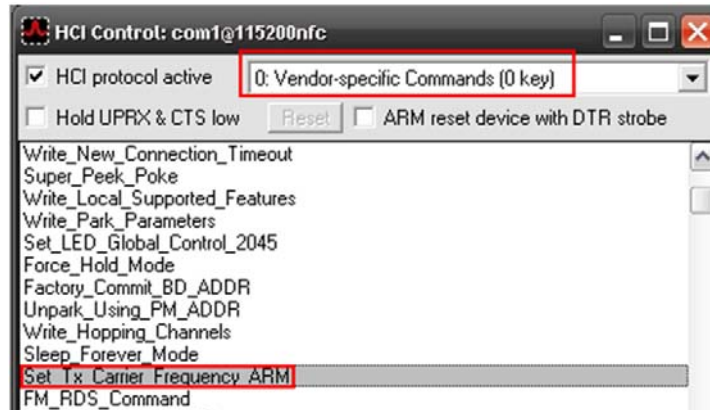 HCI Control: com1@115200nfc
HCI protocol active 0: Vendor-specific Commands (0 key)
Hold UPRX & CTS low Reset ARM reset device with DTR strobe
Write_New_Connection_Timeout
Super_Peek_Poke
Write_Local_Supported_Features
Write_Park_Parameters
Set_LED_Global_Control_2045
Force_Hold_Mode
Factory_Commit_BD_ADDR
Unpark_Using_PM_ADDR
Write_Hopping_Channels
Sleep_Forever_Mode
Set_Tx_Carrier_Frequency_ARM
FM_RDS_Command